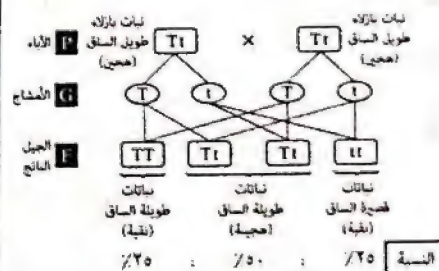 نبات بازلاء
طويل الساق
(هجين)
نبات بازلاء
طويل الساق
(هجين)
P الآباء
Tt × Tt
G الأمشاج
T t T t
F الجيل الناتج
TT Tt Tt tt
نباتات
طويلة الساق
(نقية)
نباتات
طويلة الساق
(هجينة)
نباتات
قصيرة الساق
(نقية)
النسبة ٢٥٪ : ٥٠٪ : ٢٥٪